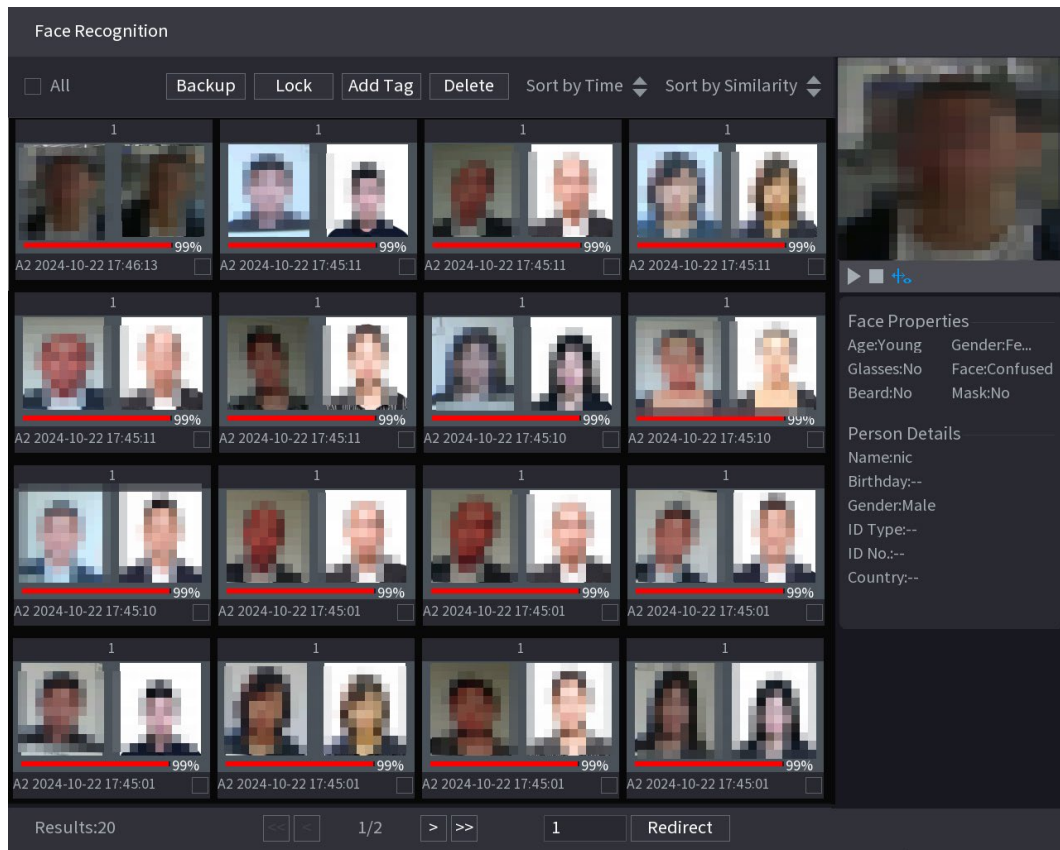 Face Recognition
All Backup Lock Add Tag Delete Sort by Time Sort by Similarity
1 1 1 1
99% 99% 99% 99%
A2 2024-10-22 17:46:13 A2 2024-10-22 17:45:11 A2 2024-10-22 17:45:11 A2 2024-10-22 17:45:11
1 1 1 1
99% 99% 99% 99%
A2 2024-10-22 17:45:11 A2 2024-10-22 17:45:11 A2 2024-10-22 17:45:10 A2 2024-10-22 17:45:10
1 1 1 1
99% 99% 99% 99%
A2 2024-10-22 17:45:10 A2 2024-10-22 17:45:01 A2 2024-10-22 17:45:01 A2 2024-10-22 17:45:01
1 1 1 1
99% 99% 99% 99%
A2 2024-10-22 17:45:01 A2 2024-10-22 17:45:01 A2 2024-10-22 17:45:01 A2 2024-10-22 17:45:01
Face Properties
Age:Young Gender:Fe...
Glasses:No Face:Confused
Beard:No Mask:No
Person Details
Name:nic
Birthday:--
Gender:Male
ID Type:--
ID No.:--
Country:--
Results:20 << < 1/2 > >> 1 Redirect